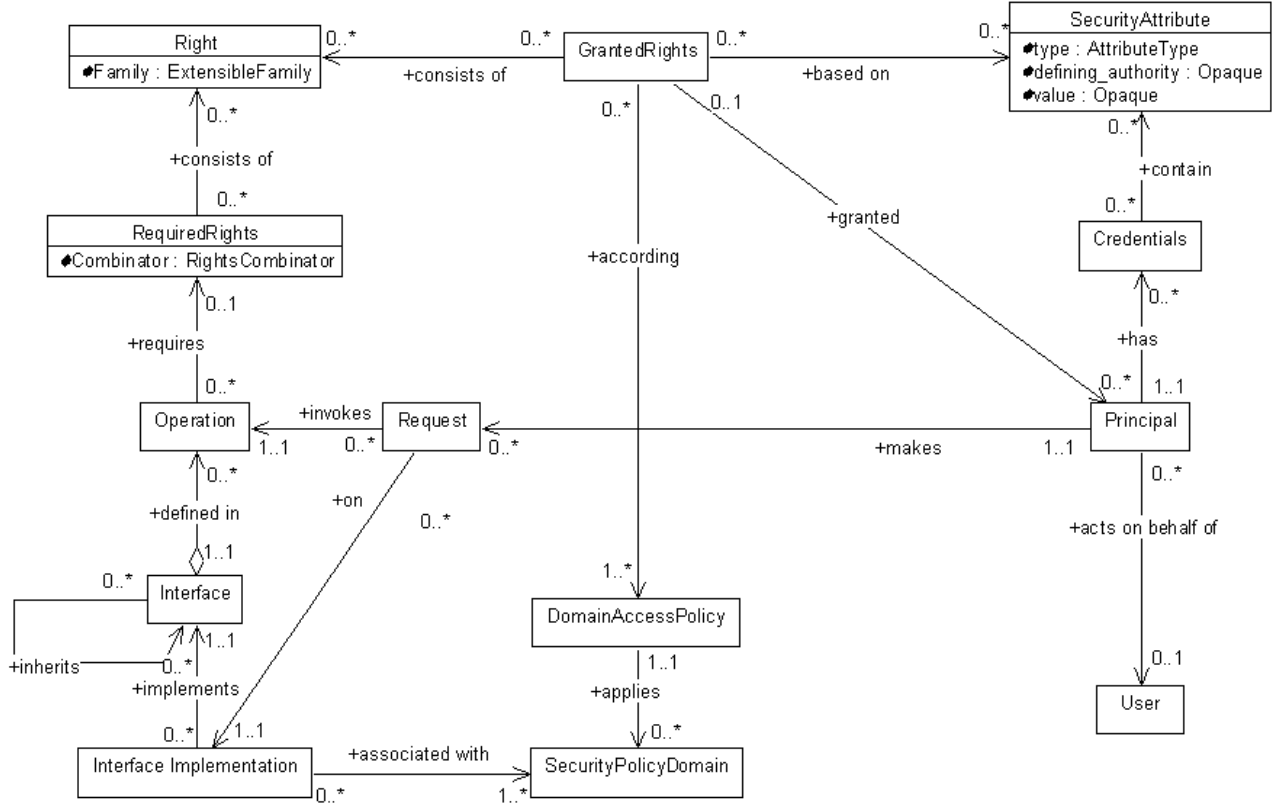 Right
0..*
0..*
GrantedRights
0..*
0..*
SecurityAttribute
Family : ExtensibleFamily
+consists of
+based on
type : AttributeType
defining_authority : Opaque
value : Opaque
0..*
0..*
0..1
0..*
+consists of
+contain
0..*
0..*
+granted
RequiredRights
Combinator : RightsCombinator
Credentials
+according
0..1
0..*
+requires
+has
0..*
0..*
1..1
Operation
+invokes
Request
Principal
1..1
0..*
0..*
+makes
1..1
0..*
+on
0..*
0..*
+defined in
+acts on behalf of
1..1
0..*
Interface
1..*
DomainAccessPolicy
1..1
1..1
0..1
+inherits
0..*
+implements
+applies
User
0..*
1..1
0..*
Interface Implementation
+associated with
SecurityPolicyDomain
0..*
1..*